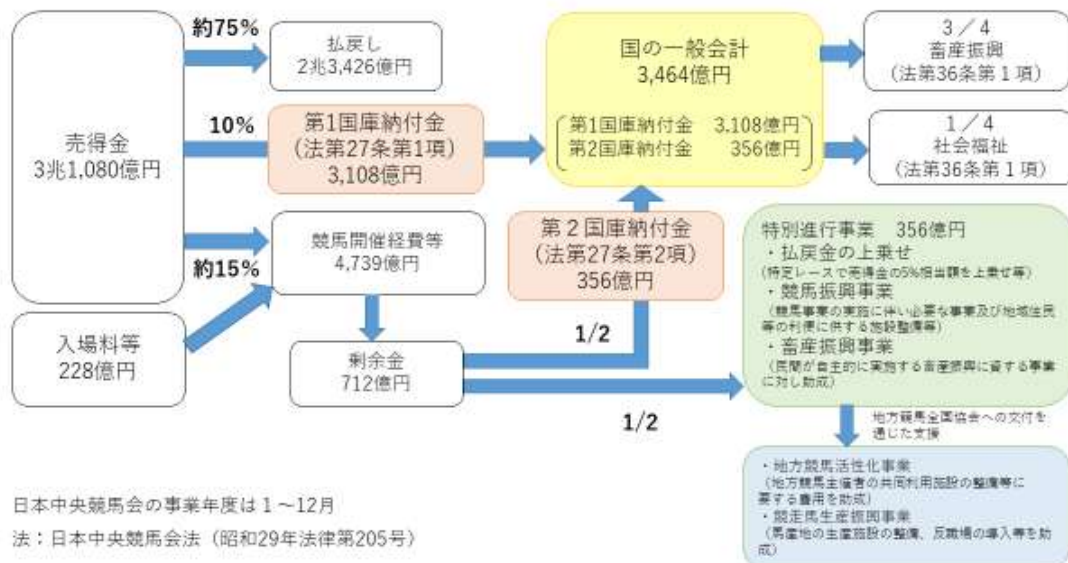 売得金
3兆1,080億円
入場料等
228億円
約75%
払戻し
2兆3,426億円
10%
第1国庫納付金
(法第27条第1項)
3,108億円
約15%
競馬開催経費等
4,739億円
剰余金
712億円
国の一般会計
3,464億円
第1国庫納付金 3,108億円
第2国庫納付金 356億円
3/4
畜産振興
(法第36条第1項)
1/4
社会福祉
(法第36条第1項)
1/2
第2国庫納付金
(法第27条第2項)
356億円
1/2
特別進行事業 356億円
・払戻金の上乗せ
(特定レースで売得金の5%相当額を上乗せ等)
・競馬振興事業
(競馬事業の実施に伴い必要な事業及び地域住民
等の利便に供する施設整備等)
・畜産振興事業
(民間が自主的に実施する畜産振興に資する事業
に対し助成)
地方競馬全国協会への交付を
通じた支援
・地方競馬活性化事業
(地方競馬主催者の共同利用施設の整備等に
要する費用を助成)
・競走馬生産振興事業
(馬産地の生産施設の整備、反職場の導入等を助
成)
日本中央競馬会の事業年度は1~12月
法:日本中央競馬会法(昭和29年法律第205号)